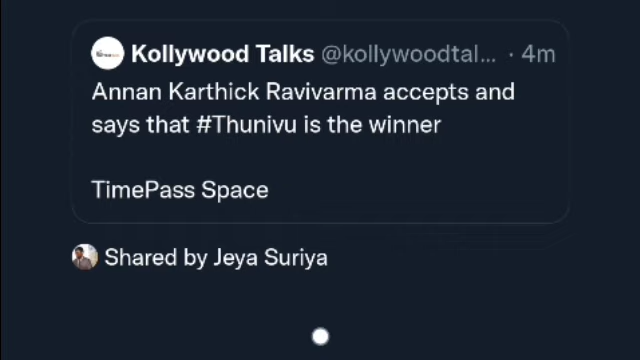 Kollywood Talks @kollywoodtal... · 4m
Annan Karthick Ravivarma accepts and
says that #Thunivu is the winner
TimePass Space
Shared by Jeya Suriya